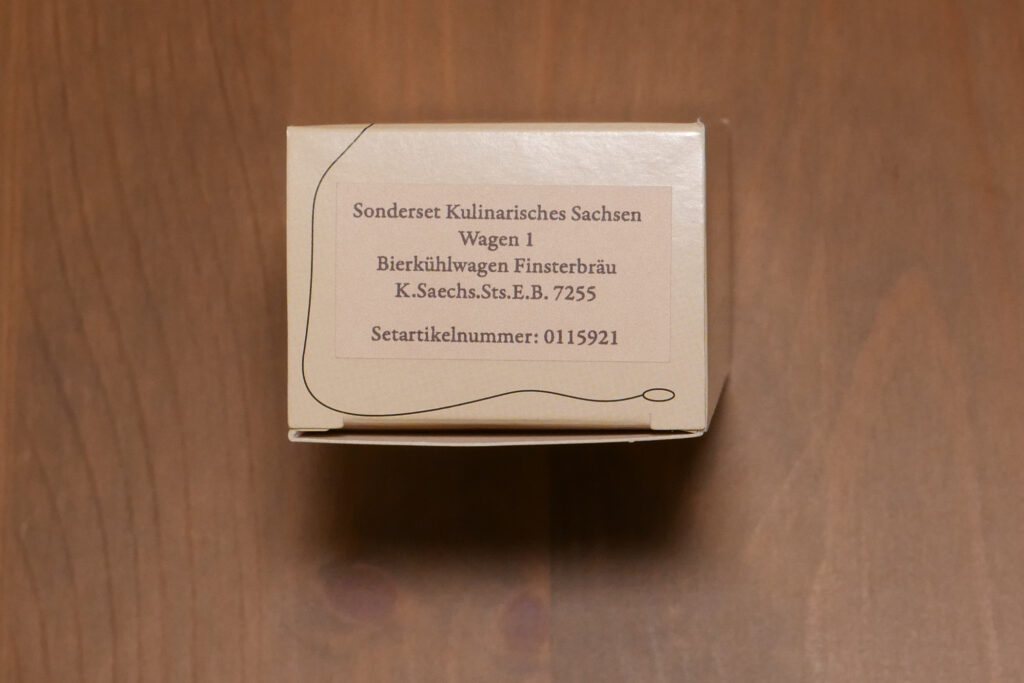 Sonderset Kulinarisches Sachsen
Wagen 1
Bierkühlwagen Finsterbräu
K.Saechs.Sts.E.B. 7255
Setartikelnummer: 0115921